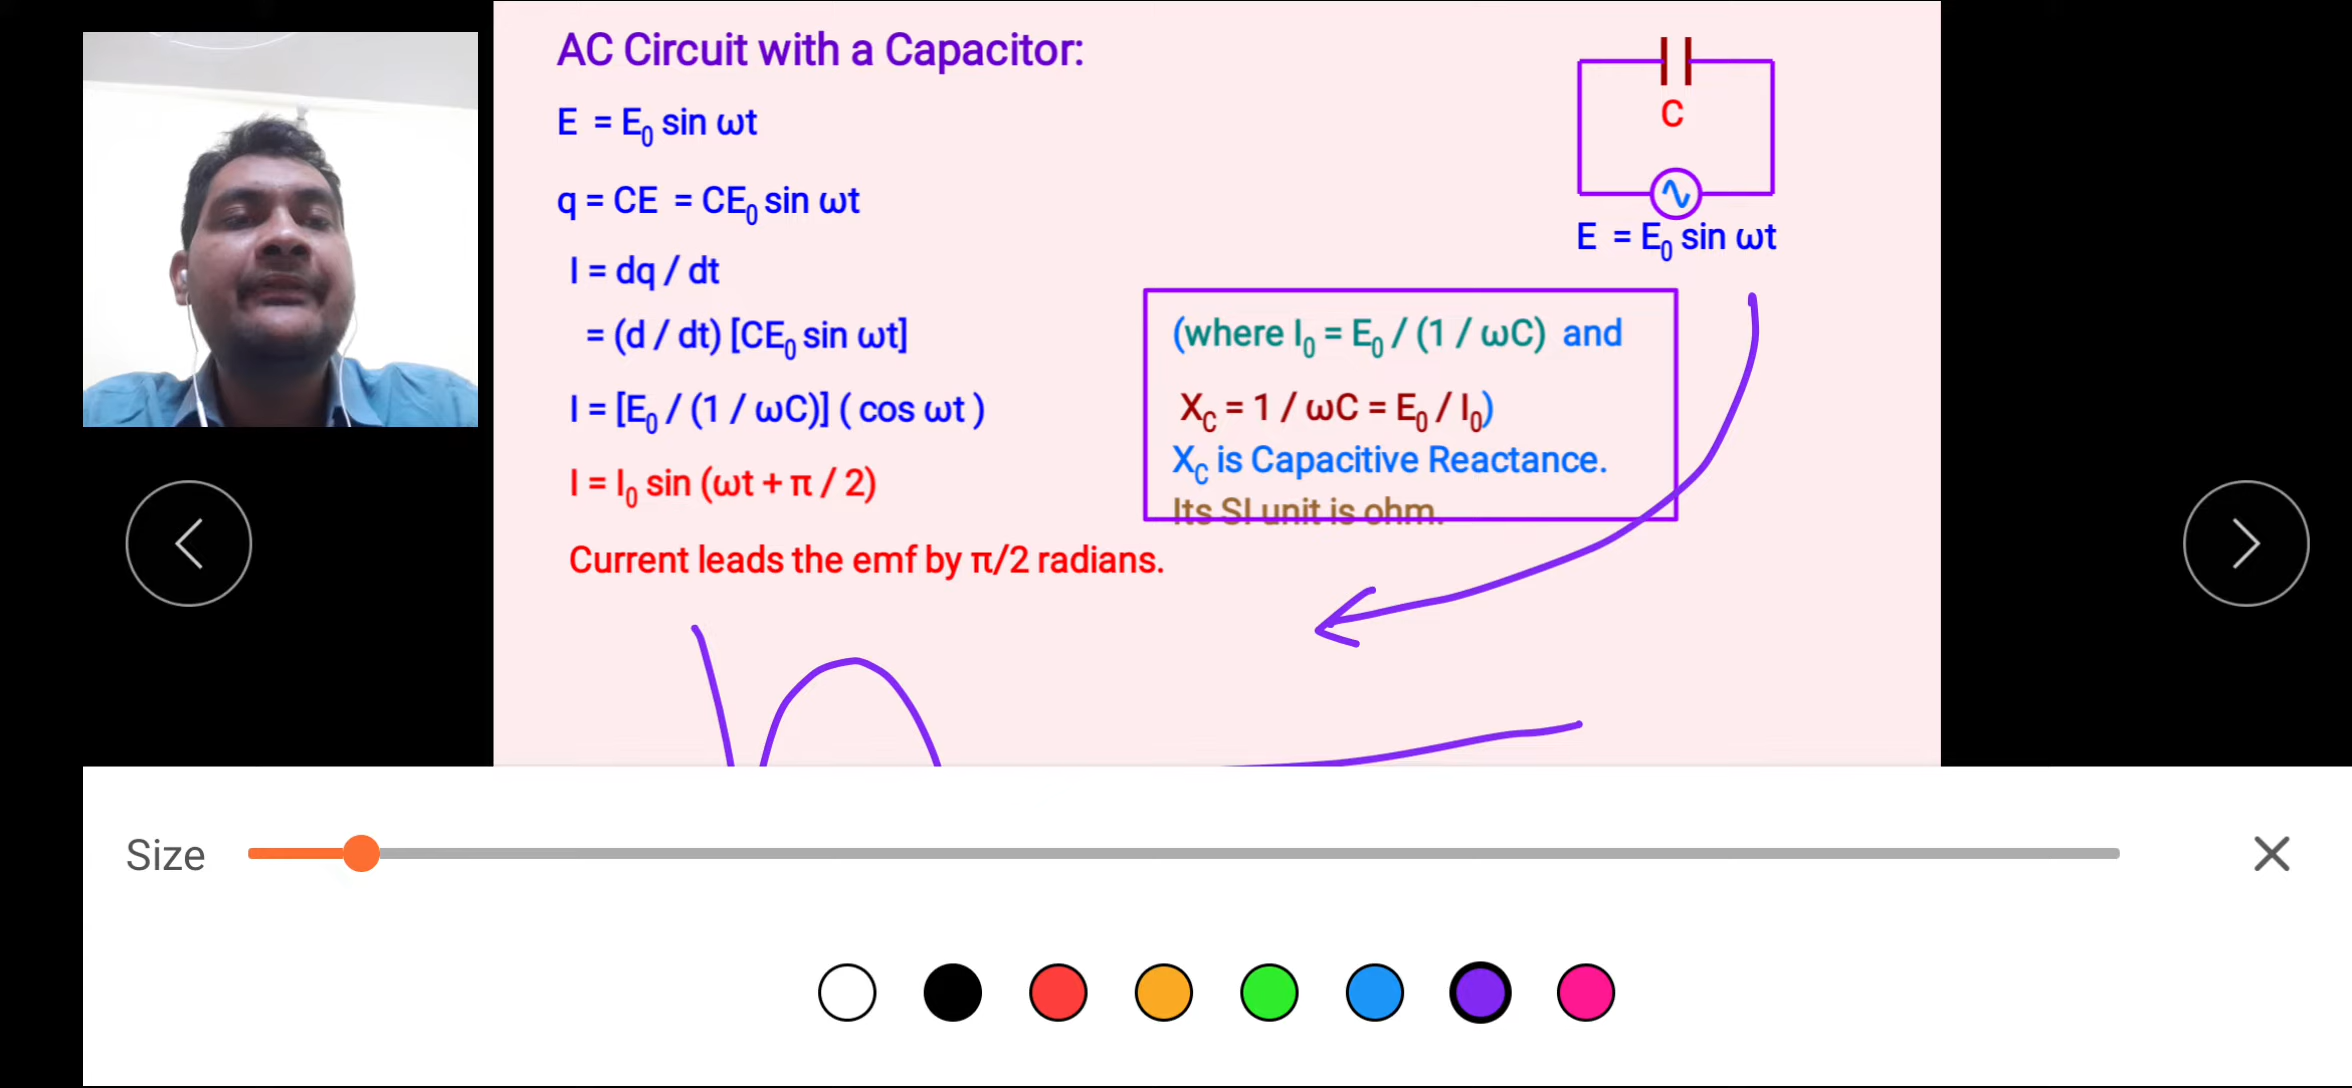 AC Circuit with a Capacitor:
C
E = E₀ sin ωt
E = E₀ sin ωt
q = CE = CE₀ sin ωt
I = dq / dt
= (d / dt) [CE₀ sin ωt]
I = [E₀ / (1 / ωC)] ( cos ωt )
I = I₀ sin (ωt + π / 2)
Current leads the emf by π/2 radians.
(where I₀ = E₀ / (1 / ωC) and
X_C = 1 / ωC = E₀ / I₀)
X_C is Capacitive Reactance.
Its SI unit is ohm.
Size